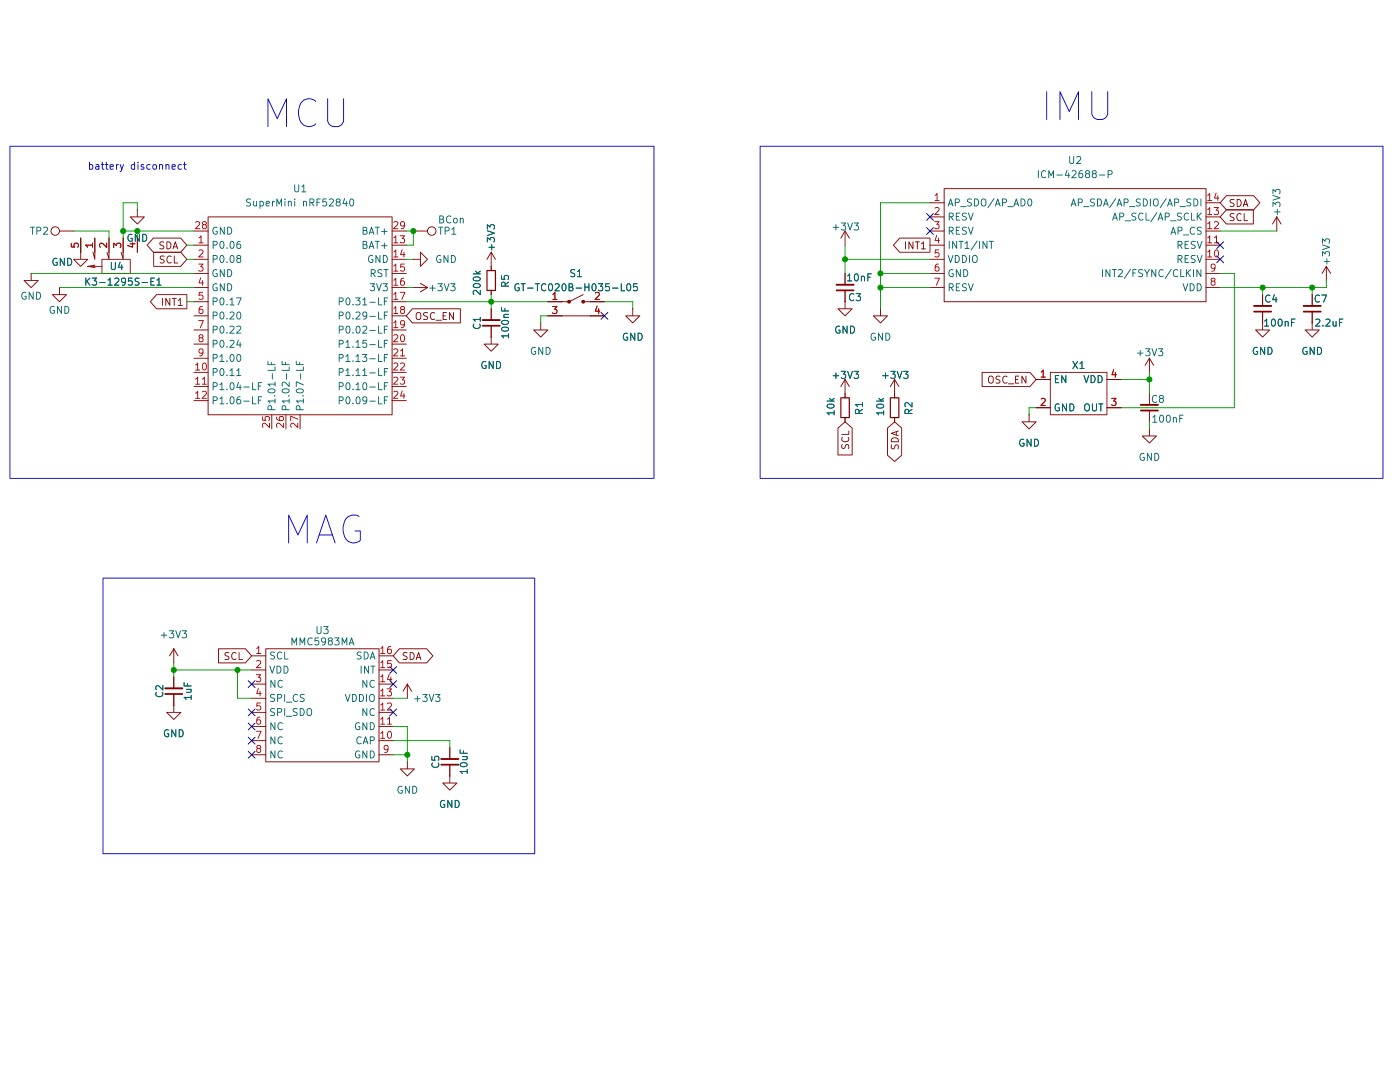 MCU
battery disconnect
U1
SuperMini nRF52840
TP2
GND
5
1
2
3
4
U4
GND
K3-1295S-E1
GND
GND
SDA
SCL
INT1
28 GND
1 P0.06
2 P0.08
3 GND
4 GND
5 P0.17
6 P0.20
7 P0.22
8 P0.24
9 P1.00
10 P0.11
11 P1.04-LF
12 P1.06-LF
25 P1.01-LF
26 P1.02-LF
27 P1.07-LF
BAT+ 29
BAT+ 13
GND 14
RST 15
3V3 16
P0.31-LF 17
P0.29-LF 18
P0.02-LF 19
P1.15-LF 20
P1.13-LF 21
P1.11-LF 22
P0.10-LF 23
P0.09-LF 24
BCon
TP1
GND
+3V3
OSC_EN
+3V3
200k
R5
C1
100nF
GND
S1
GT-TC020B-H035-L05
1
2
3
4
GND
GND
IMU
U2
ICM-42688-P
1 AP_SDO/AP_AD0
2 RESV
3 RESV
4 INT1/INT
5 VDDIO
6 GND
7 RESV
AP_SDA/AP_SDIO/AP_SDI 14
AP_SCL/AP_SCLK 13
AP_CS 12
RESV 11
RESV 10
INT2/FSYNC/CLKIN 9
VDD 8
SDA
SCL
+3V3
+3V3
INT1
+3V3
10nF
C3
GND
GND
C4
100nF
GND
C7
2.2uF
GND
+3V3
10k
R1
SCL
+3V3
10k
R2
SDA
X1
OSC_EN
1 EN
2 GND
VDD 4
OUT 3
GND
+3V3
C8
100nF
GND
MAG
U3
MMC5983MA
+3V3
C2
1uF
GND
SCL
1 SCL
2 VDD
3 NC
4 SPI_CS
5 SPI_SDO
6 NC
7 NC
8 NC
SDA 16
INT 15
NC 14
VDDIO 13
NC 12
GND 11
CAP 10
GND 9
SDA
+3V3
GND
C5
10uF
GND